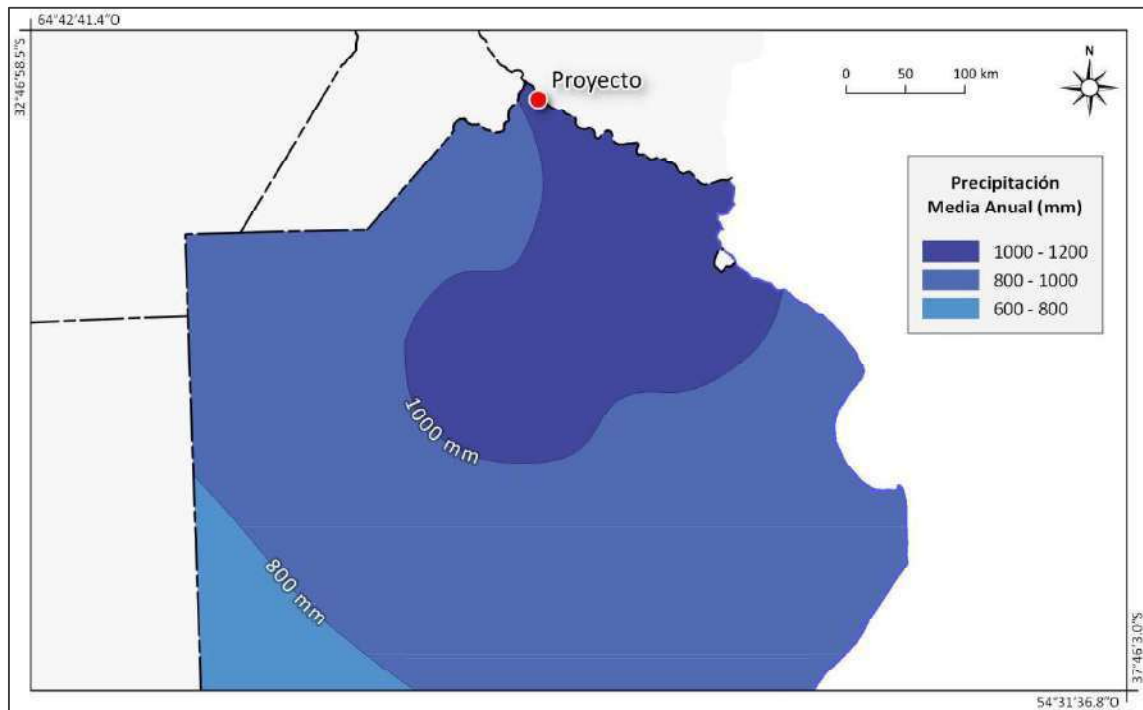 64°42'41.4"O
32°46'58.5"S
Proyecto
0 50 100 km
N
Precipitación
Media Anual (mm)
1000 - 1200
800 - 1000
600 - 800
1000 mm
800 mm
37°46'3.0"S
54°31'36.8"O